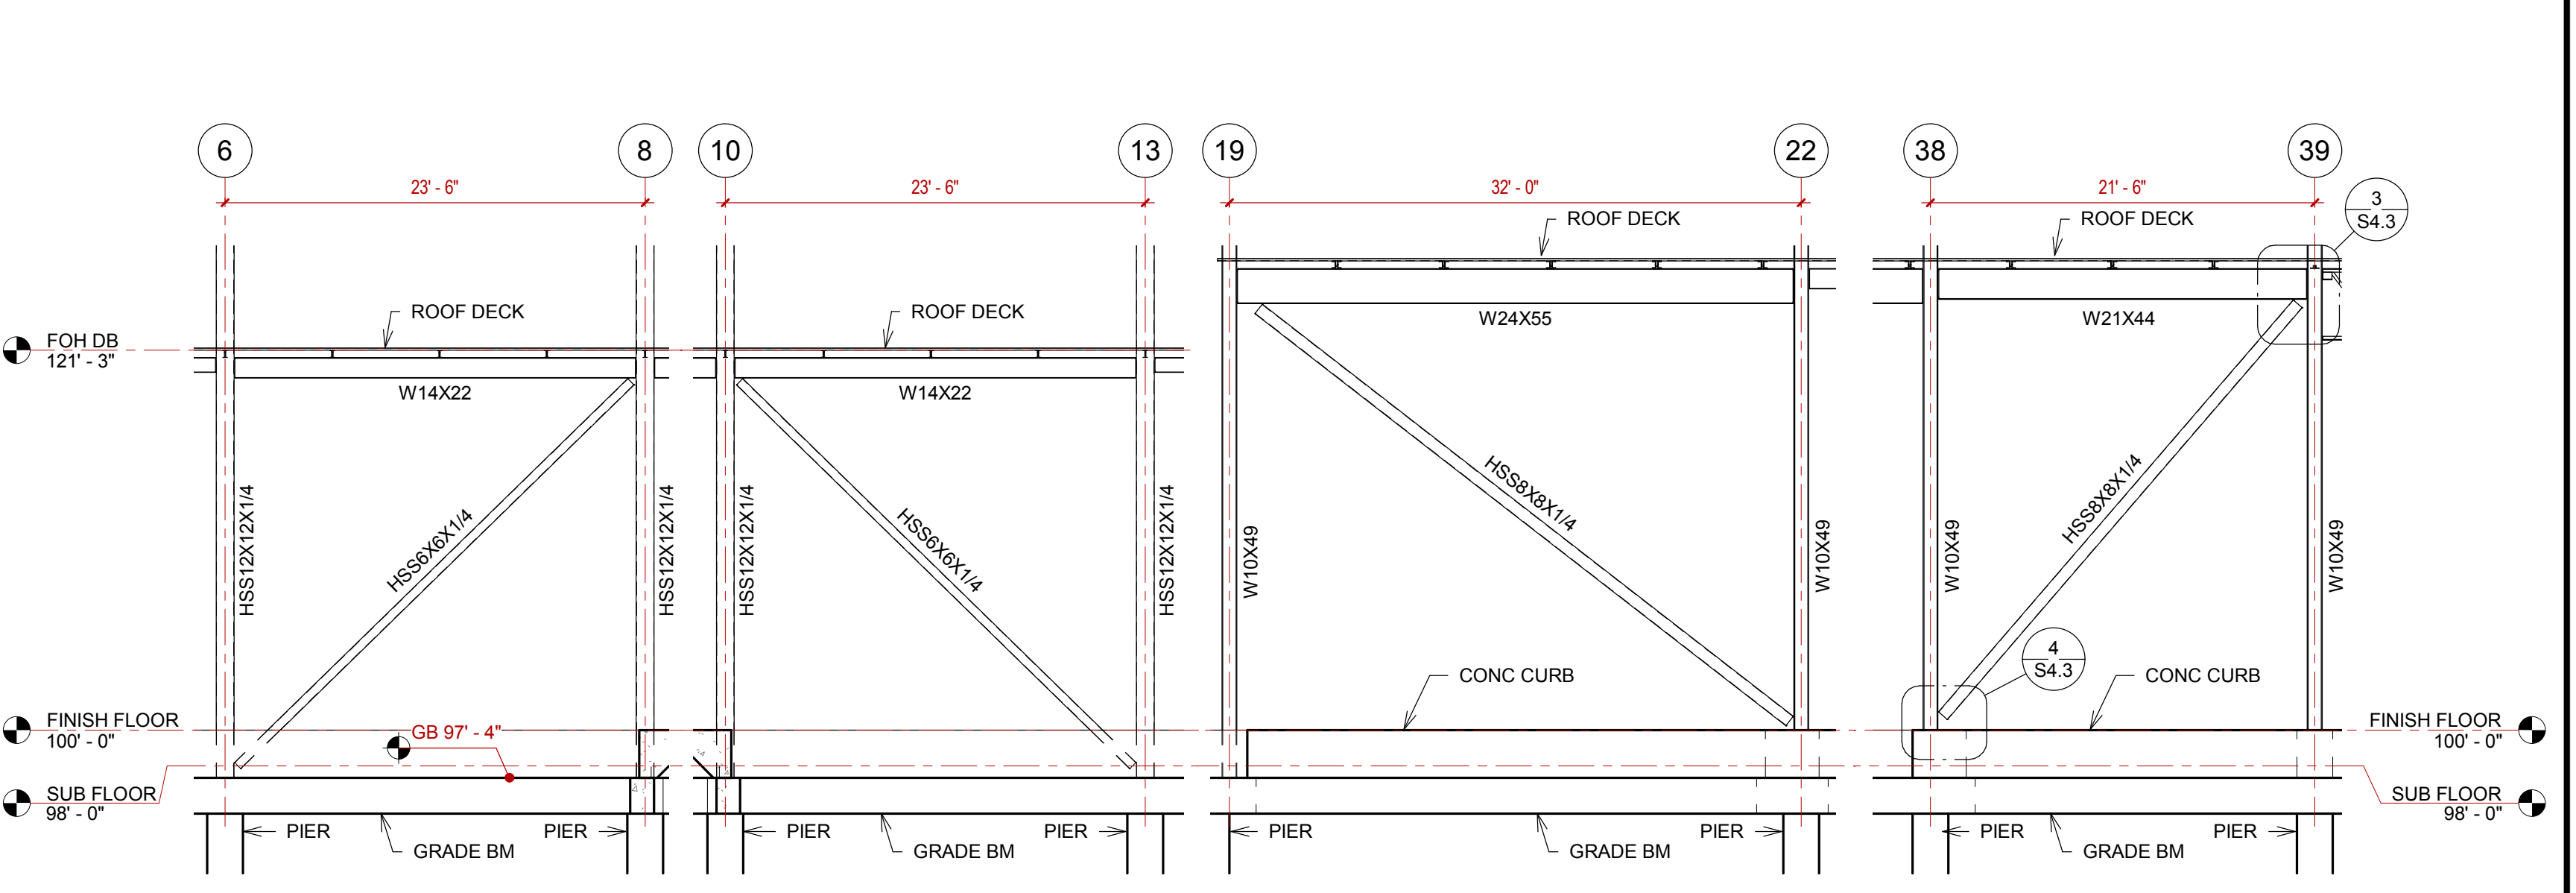 6
8
10
13
19
22
38
39
23' - 6"
23' - 6"
32' - 0"
21' - 6"
3
S4.3
ROOF DECK
ROOF DECK
ROOF DECK
ROOF DECK
FOH DB
121' - 3"
W14X22
W14X22
W24X55
W21X44
HSS12X12X1/4
HSS6X6X1/4
HSS12X12X1/4
HSS12X12X1/4
HSS6X6X1/4
HSS12X12X1/4
W10X49
HSS8X8X1/4
W10X49
W10X49
HSS8X8X1/4
W10X49
4
S4.3
CONC CURB
CONC CURB
FINISH FLOOR
100' - 0"
GB 97' - 4"
FINISH FLOOR
100' - 0"
SUB FLOOR
98' - 0"
SUB FLOOR
98' - 0"
PIER
PIER
PIER
PIER
PIER
PIER
PIER
PIER
GRADE BM
GRADE BM
GRADE BM
GRADE BM